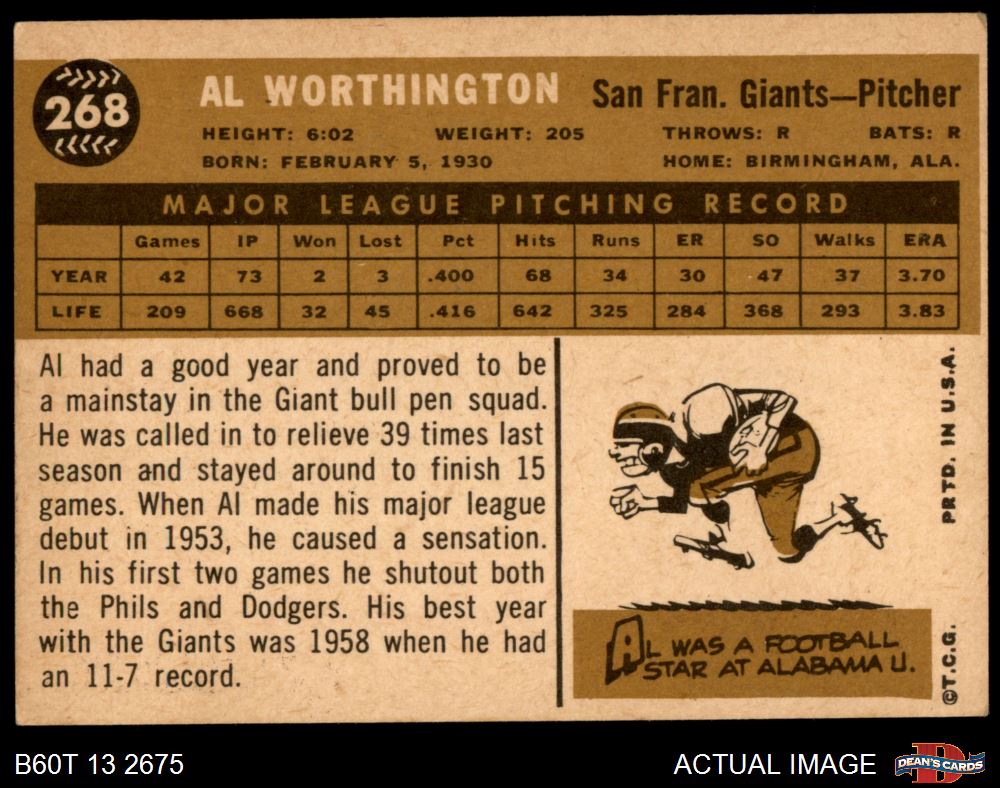 268
AL WORTHINGTON
San Fran. Giants—Pitcher
HEIGHT: 6:02 WEIGHT: 205 THROWS: R BATS: R
BORN: FEBRUARY 5, 1930 HOME: BIRMINGHAM, ALA.
MAJOR LEAGUE PITCHING RECORD
Games IP Won Lost Pct Hits Runs ER SO Walks ERA
YEAR 42 73 2 3 .400 68 34 30 47 37 3.70
LIFE 209 668 32 45 .416 642 325 284 368 293 3.83
Al had a good year and proved to be
a mainstay in the Giant bull pen squad.
He was called in to relieve 39 times last
season and stayed around to finish 15
games. When Al made his major league
debut in 1953, he caused a sensation.
In his first two games he shutout both
the Phils and Dodgers. His best year
with the Giants was 1958 when he had
an 11-7 record.
AL WAS A FOOTBALL
STAR AT ALABAMA U.
©T.C.G. PRTD. IN U.S.A.
B60T 13 2675
ACTUAL IMAGE
DEAN'S CARDS